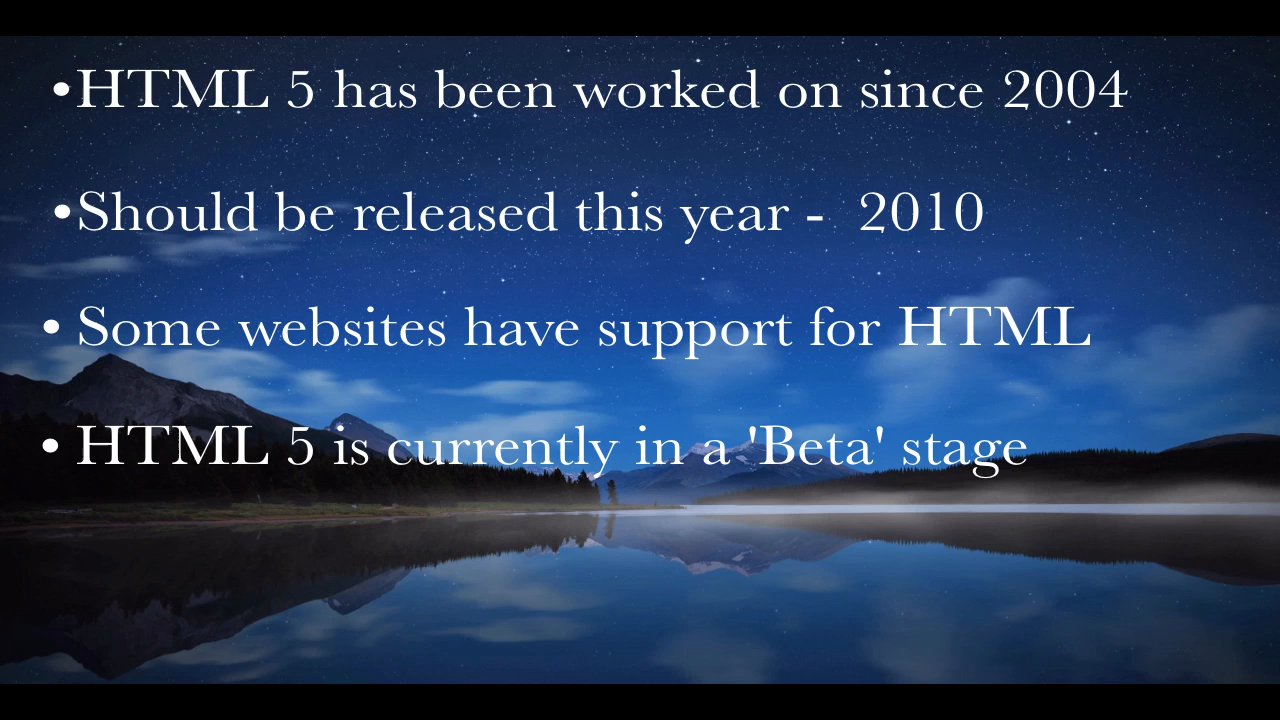 •HTML 5 has been worked on since 2004
•Should be released this year -  2010
• Some websites have support for HTML
• HTML 5 is currently in a 'Beta' stage